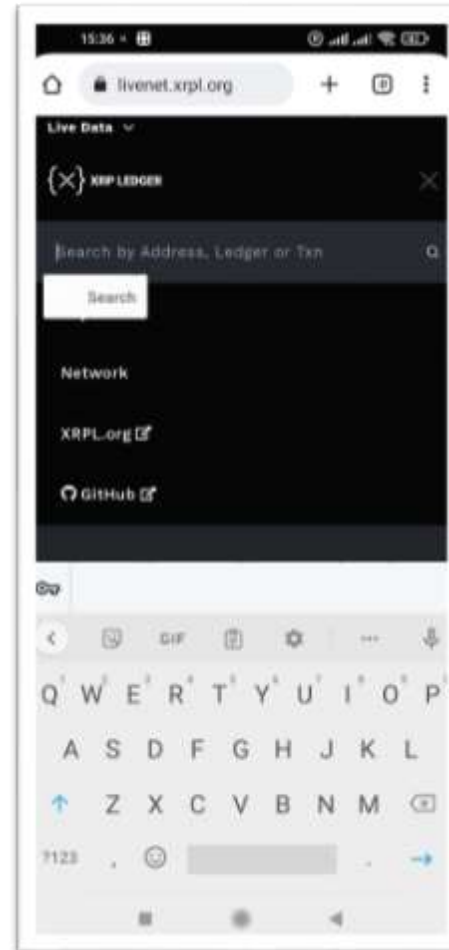 15:36
livenet.xrpl.org
Live Data
{X} XRP LEDGER
Search by Address, Ledger or Txn
Search
Network
XRPL.org
GitHub
GIF
Q W E R T Y U I O P
A S D F G H J K L
Z X C V B N M
?123 , .